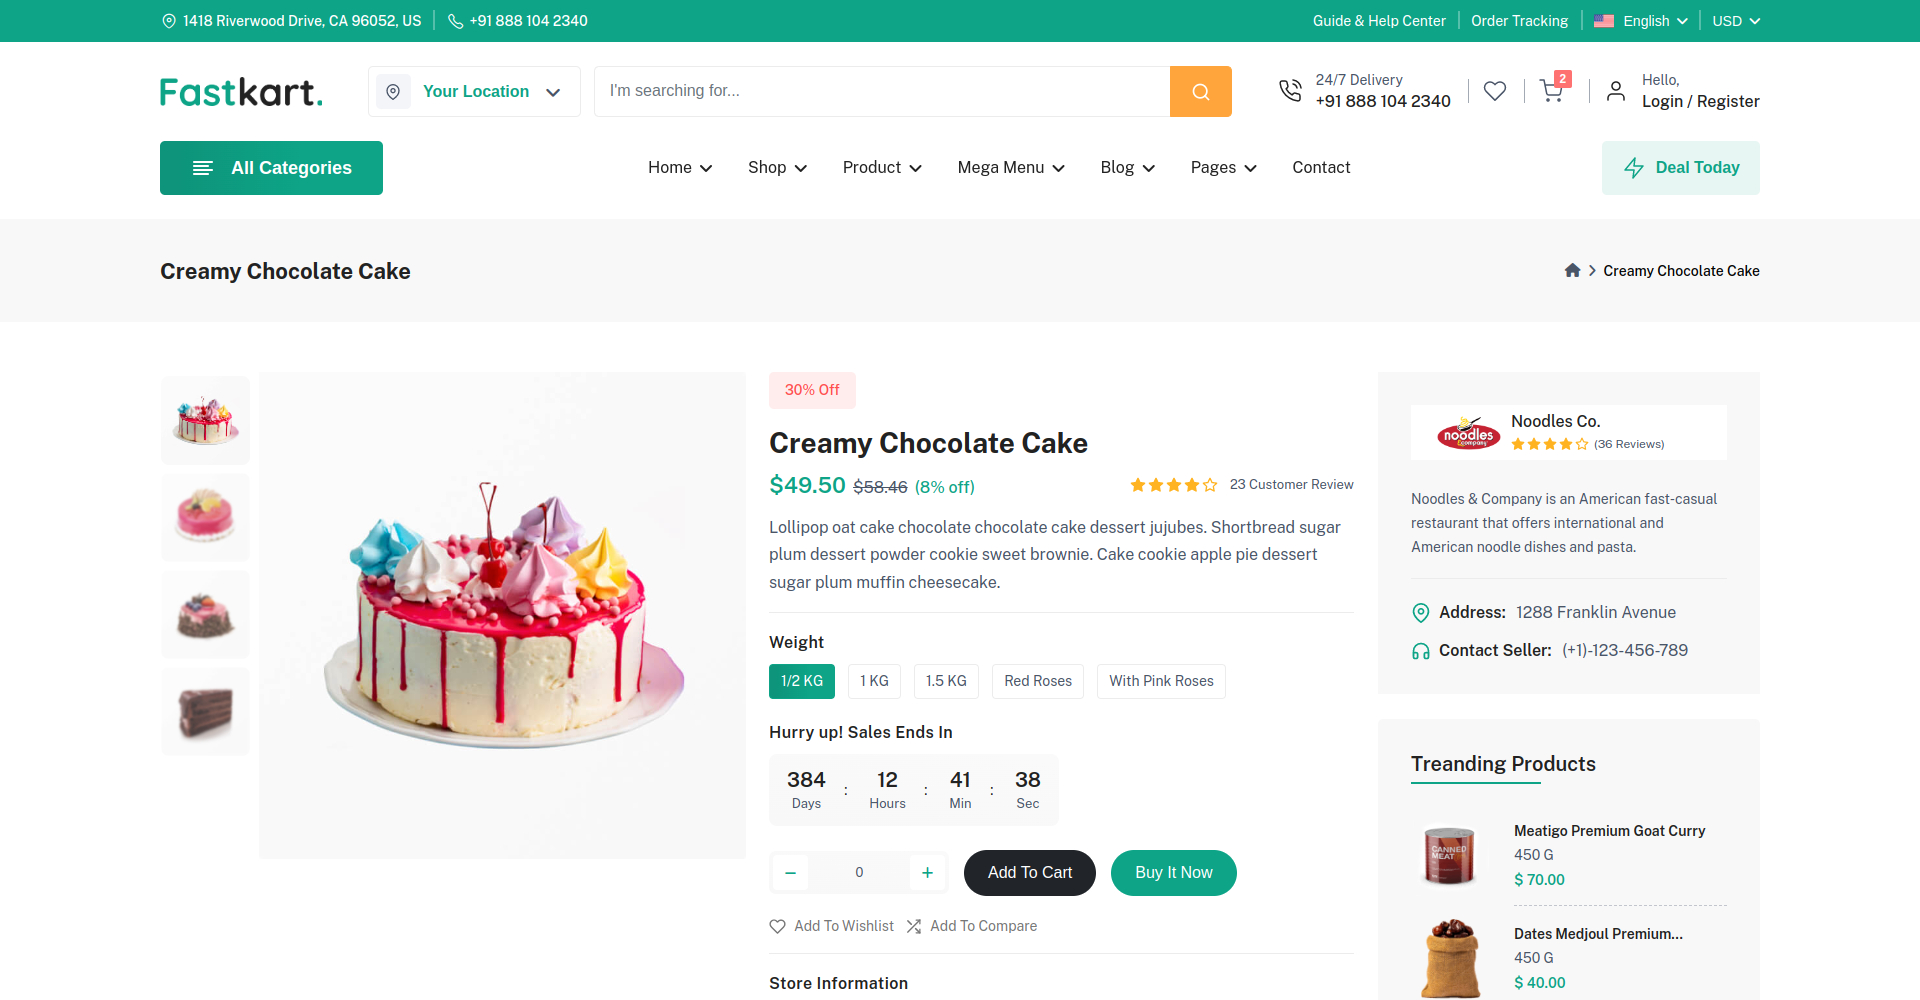 1418 Riverwood Drive, CA 96052, US
+91 888 104 2340
Guide & Help Center
Order Tracking
English
USD
Fastkart.
Your Location
I'm searching for...
24/7 Delivery
+91 888 104 2340
2
Hello,
Login / Register
All Categories
Home
Shop
Product
Mega Menu
Blog
Pages
Contact
Deal Today
Creamy Chocolate Cake
Creamy Chocolate Cake
30% Off
Creamy Chocolate Cake
$49.50 $58.46 (8% off)
23 Customer Review
Lollipop oat cake chocolate chocolate cake dessert jujubes. Shortbread sugar
plum dessert powder cookie sweet brownie. Cake cookie apple pie dessert
sugar plum muffin cheesecake.
Weight
1/2 KG
1 KG
1.5 KG
Red Roses
With Pink Roses
Hurry up! Sales Ends In
384 : 12 : 41 : 38
Days Hours Min Sec
− 0 +
Add To Cart
Buy It Now
Add To Wishlist
Add To Compare
Store Information
noodles
&company
Noodles Co.
(36 Reviews)
Noodles & Company is an American fast-casual
restaurant that offers international and
American noodle dishes and pasta.
Address: 1288 Franklin Avenue
Contact Seller: (+1)-123-456-789
Treanding Products
CANNED
MEAT
Meatigo Premium Goat Curry
450 G
$ 70.00
Dates Medjoul Premium...
450 G
$ 40.00